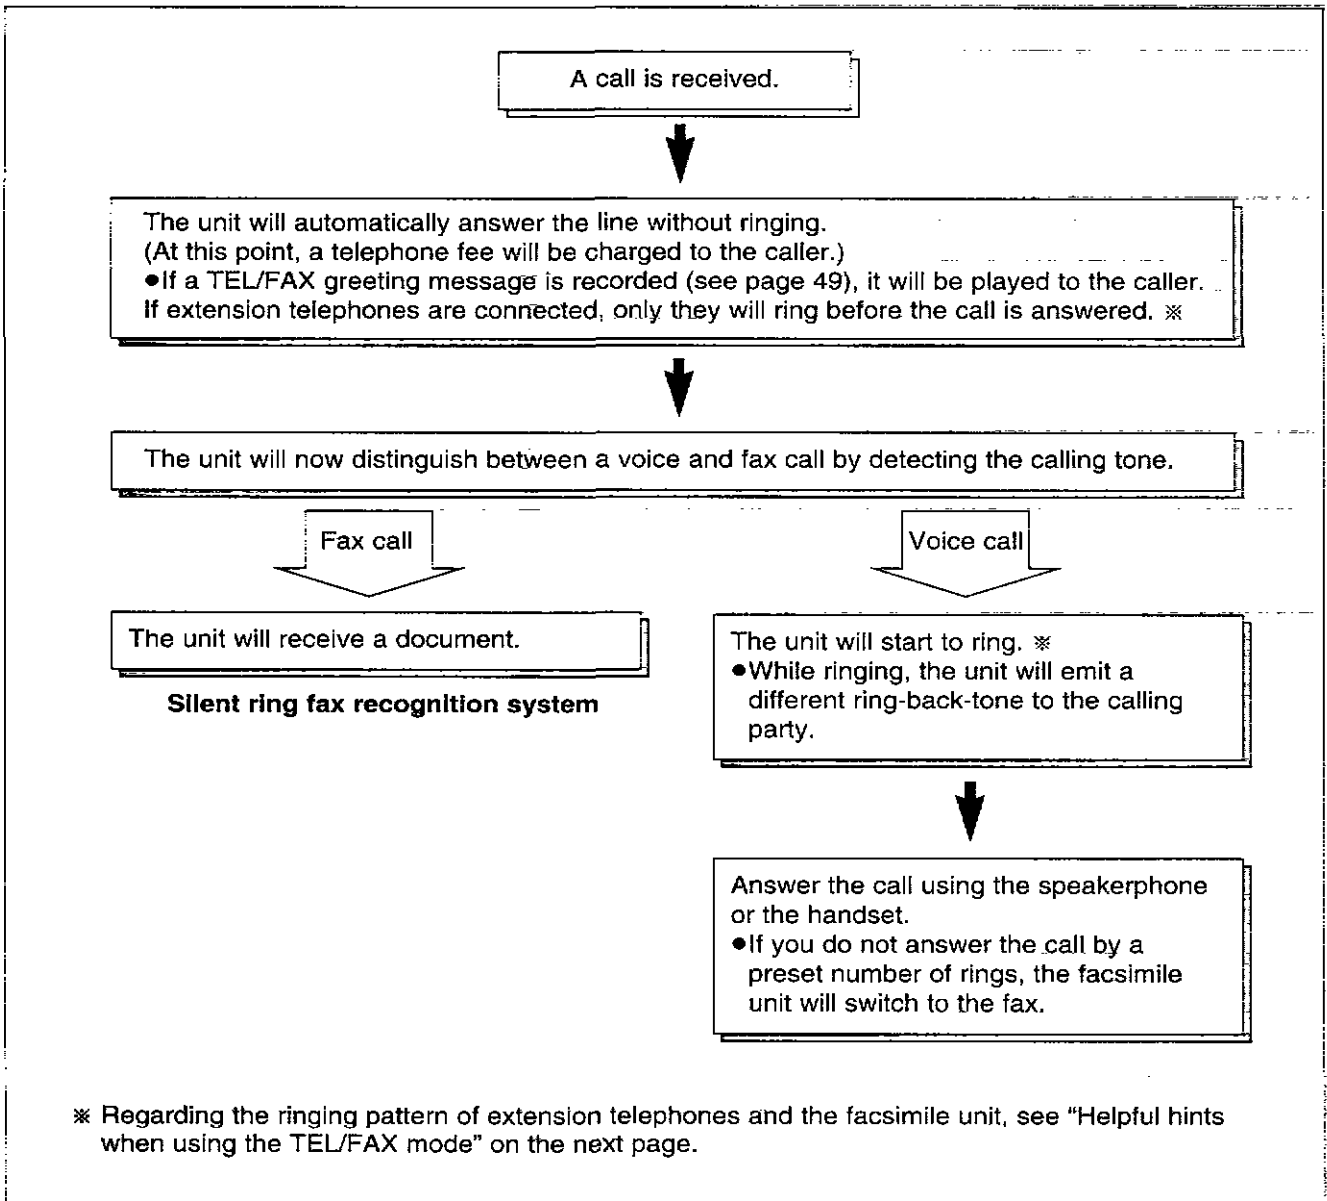 A call is received.
The unit will automatically answer the line without ringing.
(At this point, a telephone fee will be charged to the caller.)
●If a TEL/FAX greeting message is recorded (see page 49), it will be played to the caller.
If extension telephones are connected, only they will ring before the call is answered. ※
The unit will now distinguish between a voice and fax call by detecting the calling tone.
Fax call
The unit will receive a document.
Silent ring fax recognition system
Voice call
The unit will start to ring. ※
●While ringing, the unit will emit a
different ring-back-tone to the calling
party.
Answer the call using the speakerphone
or the handset.
●If you do not answer the call by a
preset number of rings, the facsimile
unit will switch to the fax.
※ Regarding the ringing pattern of extension telephones and the facsimile unit, see “Helpful hints
when using the TEL/FAX mode” on the next page.